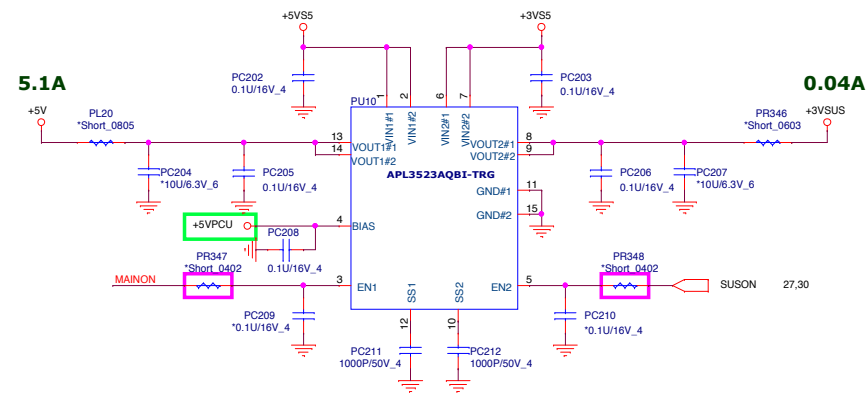 +5VS5
+3VS5
5.1A
0.04A
PC202
0.1U/16V_4
PC203
0.1U/16V_4
PU10
1
2
6
7
+5V
PL20
*Short_0805
VIN1#1
VIN1#2
VIN2#1
VIN2#2
PR346
*Short_0603
+3VSUS
13
VOUT1#1
14
VOUT1#2
8
VOUT2#1
9
VOUT2#2
APL3523AQBI-TRG
PC204
*10U/6.3V_6
PC205
0.1U/16V_4
PC206
0.1U/16V_4
PC207
*10U/6.3V_6
GND#1
11
GND#2
15
+5VPCU
4
BIAS
PC208
0.1U/16V_4
PR347
*Short_0402
MAINON
3
EN1
SS1
SS2
EN2
5
PR348
*Short_0402
SUSON
27,30
PC209
*0.1U/16V_4
PC210
*0.1U/16V_4
12
10
PC211
1000P/50V_4
PC212
1000P/50V_4